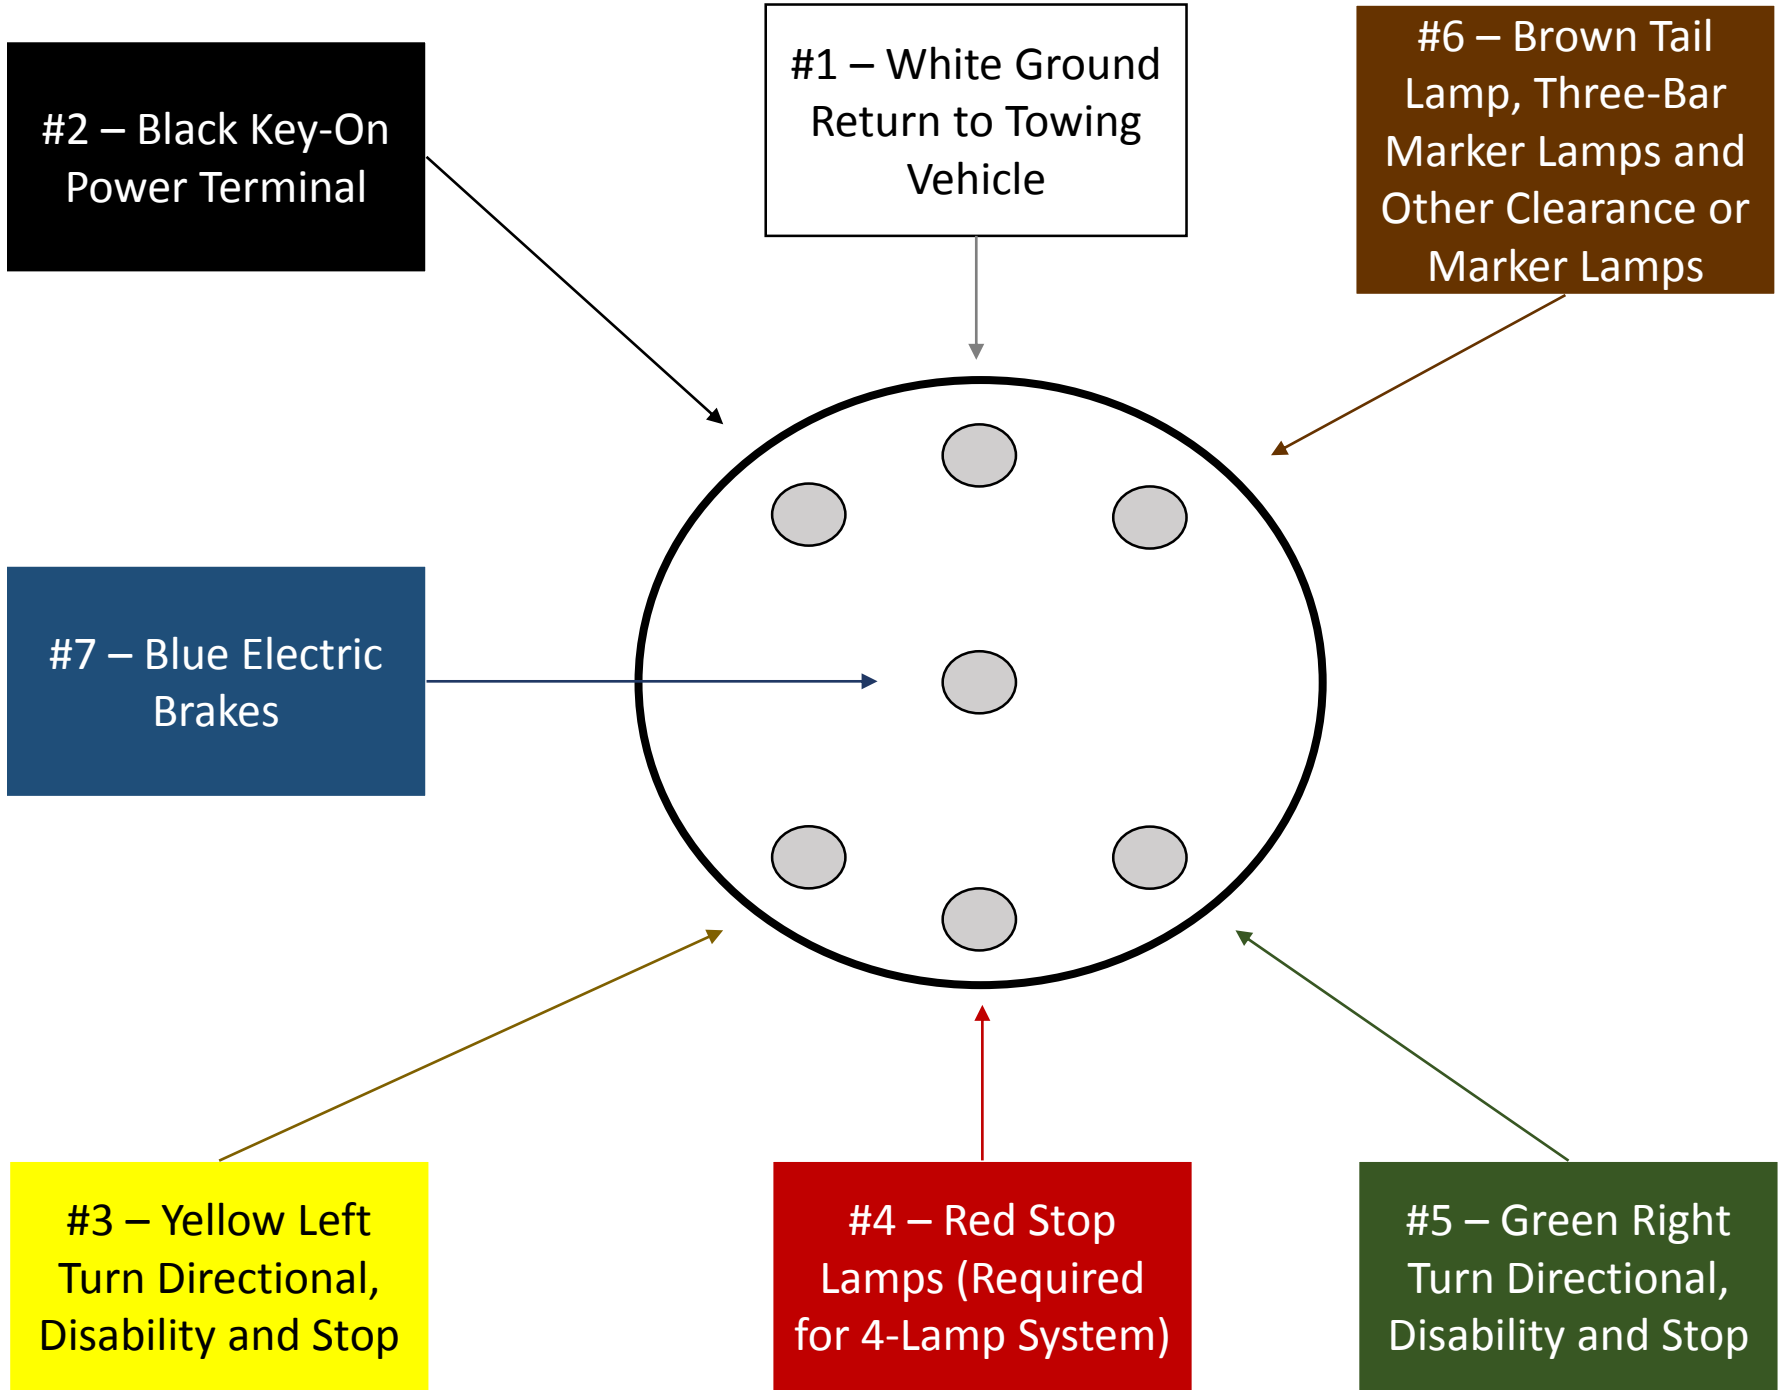 #2 – Black Key-On
Power Terminal
#1 – White Ground
Return to Towing
Vehicle
#6 – Brown Tail
Lamp, Three-Bar
Marker Lamps and
Other Clearance or
Marker Lamps
#7 – Blue Electric
Brakes
#3 – Yellow Left
Turn Directional,
Disability and Stop
#4 – Red Stop
Lamps (Required
for 4-Lamp System)
#5 – Green Right
Turn Directional,
Disability and Stop